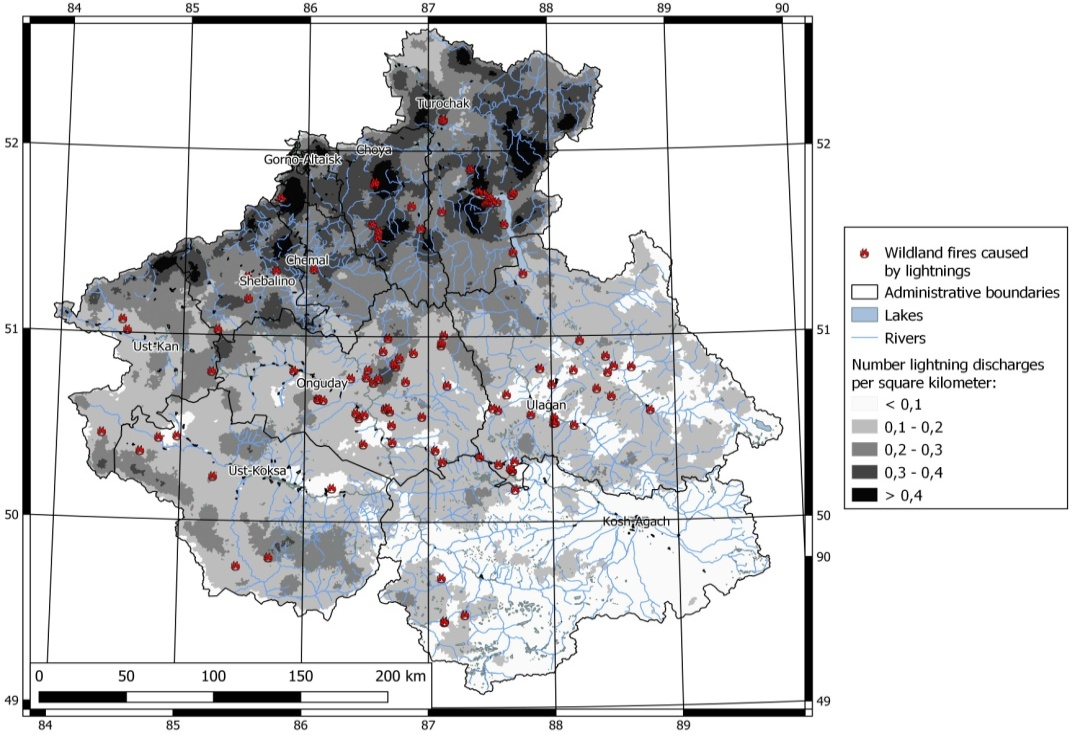 84 85 86 87 88 89 90
52 52
51 51
50 50
90
49 49
84 85 86 87 88 89
Turochak
Choya
Gorno-Altaisk
Chemal
Shebalino
Ust-Kan
Onguday
Ulagan
Ust-Koksa
Kosh-Agach
0 50 100 150 200 km
Wildland fires caused
by lightnings
Administrative boundaries
Lakes
Rivers
Number lightning discharges
per square kilometer:
< 0,1
0,1 - 0,2
0,2 - 0,3
0,3 - 0,4
> 0,4